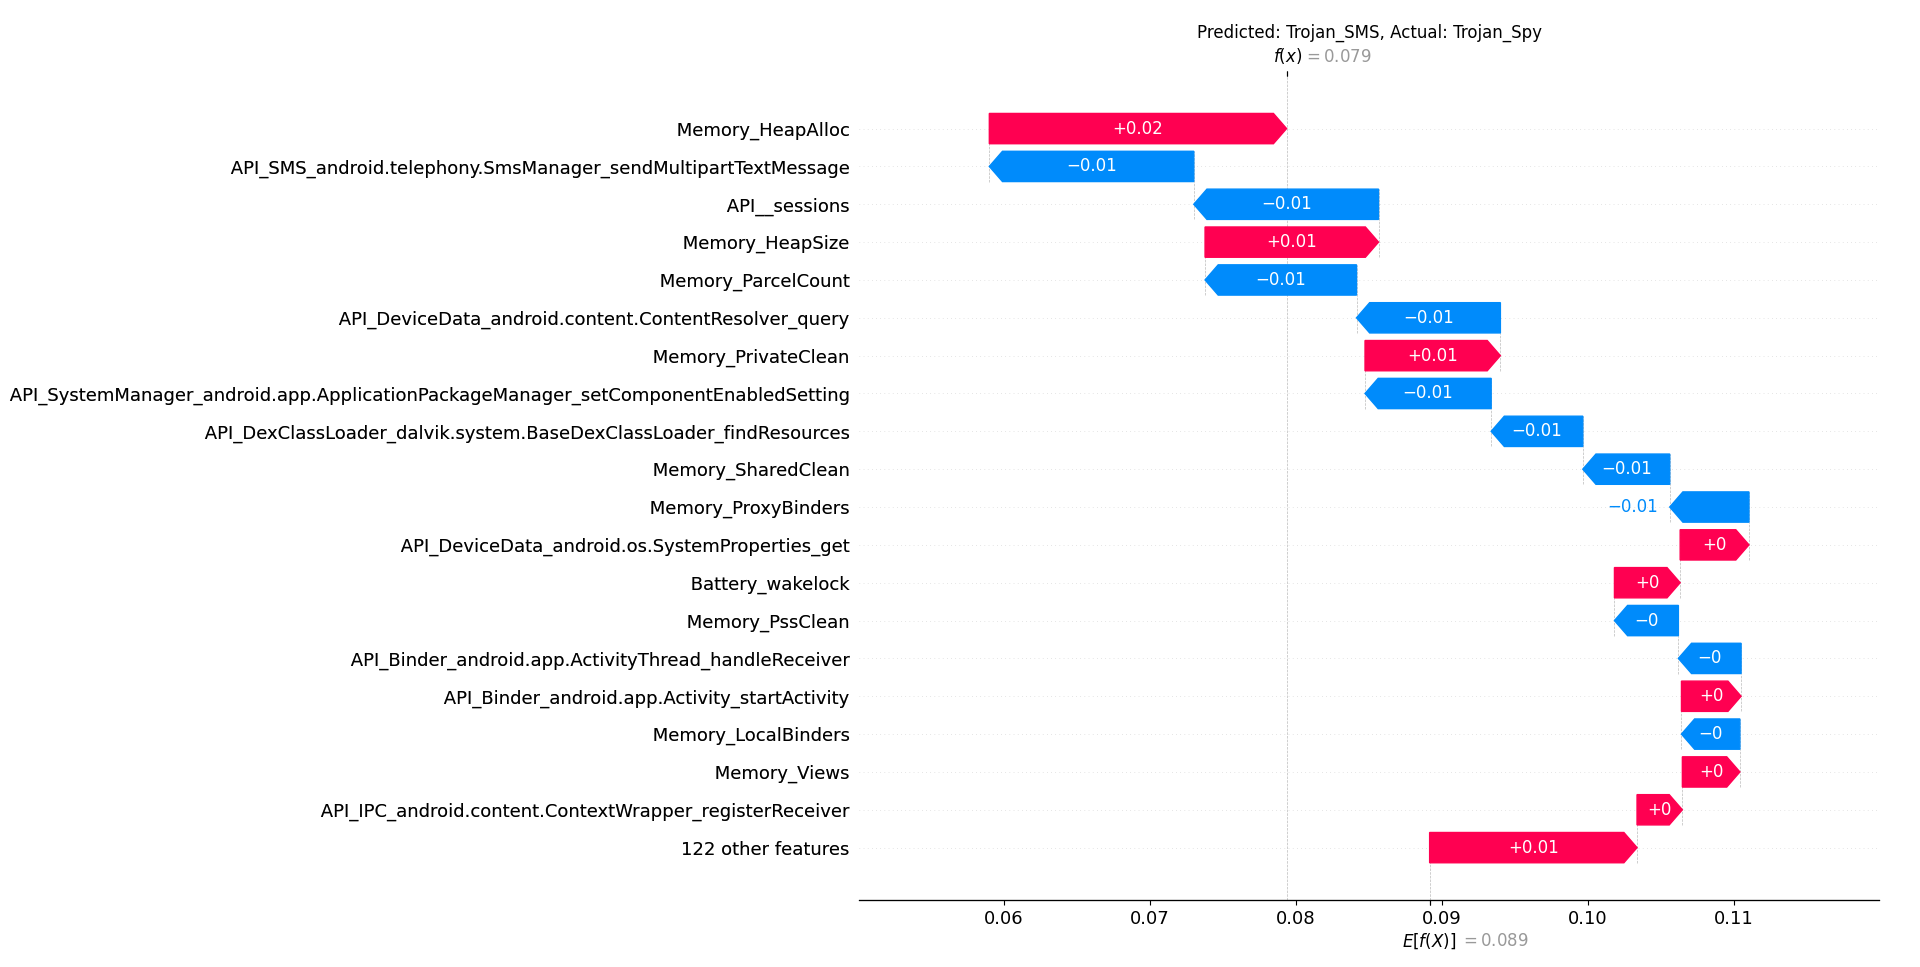 Predicted: Trojan_SMS, Actual: Trojan_Spy
f(x) = 0.079
Memory_HeapAlloc +0.02
API_SMS_android.telephony.SmsManager_sendMultipartTextMessage −0.01
API__sessions −0.01
Memory_HeapSize +0.01
Memory_ParcelCount −0.01
API_DeviceData_android.content.ContentResolver_query −0.01
Memory_PrivateClean +0.01
API_SystemManager_android.app.ApplicationPackageManager_setComponentEnabledSetting −0.01
API_DexClassLoader_dalvik.system.BaseDexClassLoader_findResources −0.01
Memory_SharedClean −0.01
Memory_ProxyBinders −0.01
API_DeviceData_android.os.SystemProperties_get +0
Battery_wakelock +0
Memory_PssClean −0
API_Binder_android.app.ActivityThread_handleReceiver −0
API_Binder_android.app.Activity_startActivity +0
Memory_LocalBinders −0
Memory_Views +0
API_IPC_android.content.ContextWrapper_registerReceiver +0
122 other features +0.01
0.06 0.07 0.08 0.09 0.10 0.11
E[f(X)] = 0.089